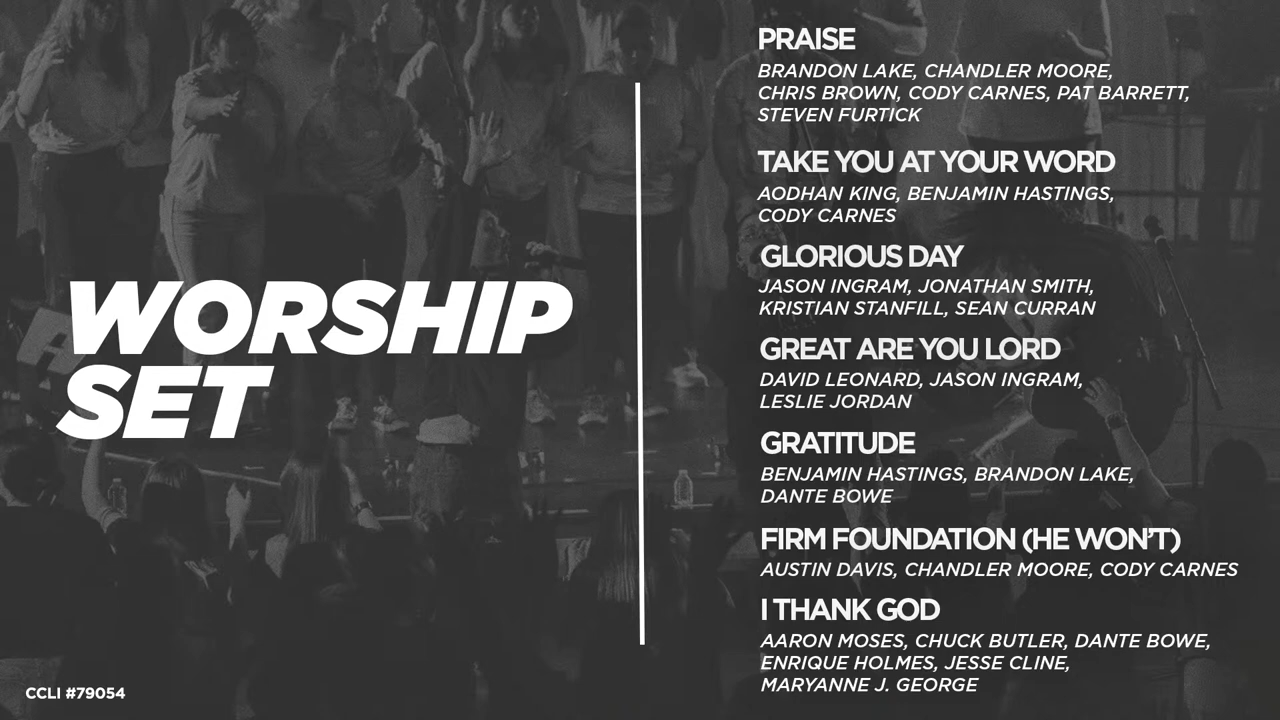 WORSHIP
SET
CCLI #79054
PRAISE
BRANDON LAKE, CHANDLER MOORE,
CHRIS BROWN, CODY CARNES, PAT BARRETT,
STEVEN FURTICK
TAKE YOU AT YOUR WORD
AODHAN KING, BENJAMIN HASTINGS,
CODY CARNES
GLORIOUS DAY
JASON INGRAM, JONATHAN SMITH,
KRISTIAN STANFILL, SEAN CURRAN
GREAT ARE YOU LORD
DAVID LEONARD, JASON INGRAM,
LESLIE JORDAN
GRATITUDE
BENJAMIN HASTINGS, BRANDON LAKE,
DANTE BOWE
FIRM FOUNDATION (HE WON'T)
AUSTIN DAVIS, CHANDLER MOORE, CODY CARNES
I THANK GOD
AARON MOSES, CHUCK BUTLER, DANTE BOWE,
ENRIQUE HOLMES, JESSE CLINE,
MARYANNE J. GEORGE